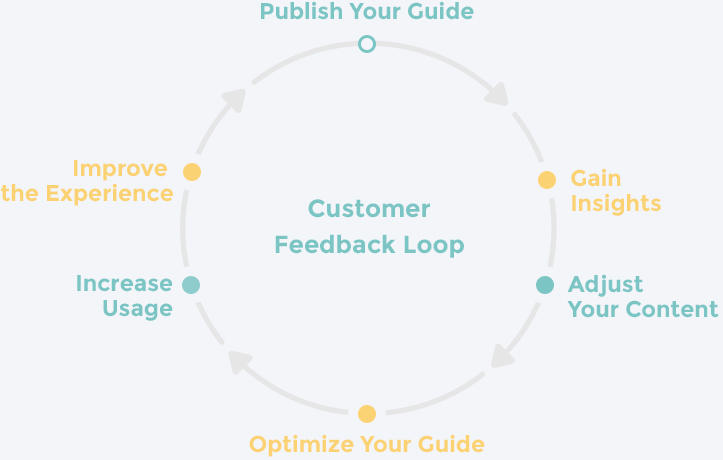 Publish Your Guide
Improve
the Experience
Gain
Insights
Customer
Feedback Loop
Increase
Usage
Adjust
Your Content
Optimize Your Guide